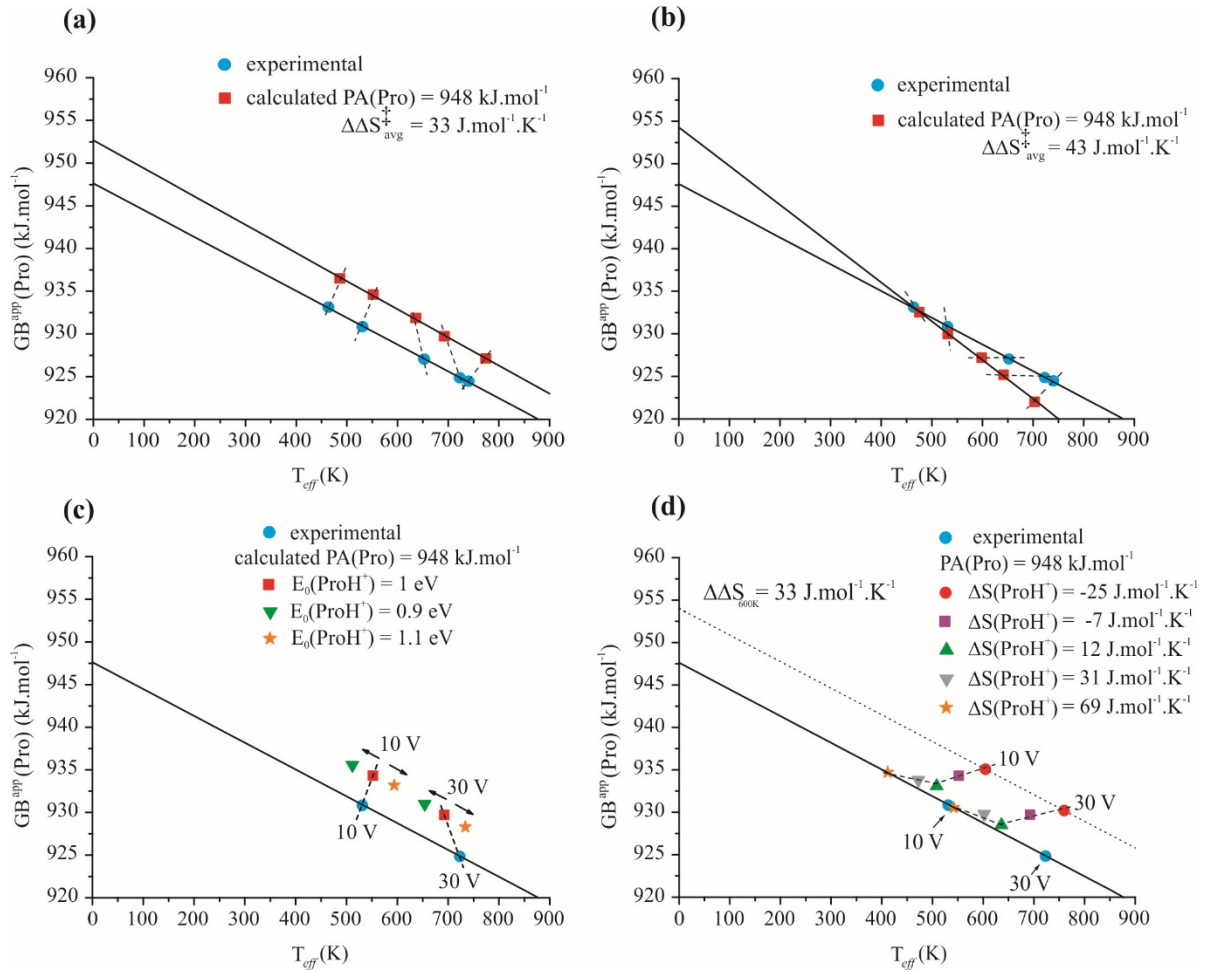 (a)
experimental
calculated PA(Pro) = 948 kJ.mol⁻¹
ΔΔS‡avg = 33 J.mol⁻¹.K⁻¹
960
955
950
945
940
935
930
925
920
GBᵃᵖᵖ(Pro) (kJ.mol⁻¹)
0 100 200 300 400 500 600 700 800 900
Teff(K)
(b)
experimental
calculated PA(Pro) = 948 kJ.mol⁻¹
ΔΔS‡avg = 43 J.mol⁻¹.K⁻¹
960
955
950
945
940
935
930
925
920
GBᵃᵖᵖ(Pro) (kJ.mol⁻¹)
0 100 200 300 400 500 600 700 800 900
Teff(K)
(c)
experimental
calculated PA(Pro) = 948 kJ.mol⁻¹
E₀(ProH⁺) = 1 eV
E₀(ProH⁺) = 0.9 eV
E₀(ProH⁺) = 1.1 eV
960
955
950
945
940
935
930
925
920
GBᵃᵖᵖ(Pro) (kJ.mol⁻¹)
10 V
30 V
10 V
30 V
0 100 200 300 400 500 600 700 800 900
Teff(K)
(d)
experimental
PA(Pro) = 948 kJ.mol⁻¹
ΔΔS₆₀₀K = 33 J.mol⁻¹.K⁻¹
ΔS(ProH⁺) = -25 J.mol⁻¹.K⁻¹
ΔS(ProH⁺) = -7 J.mol⁻¹.K⁻¹
ΔS(ProH⁺) = 12 J.mol⁻¹.K⁻¹
ΔS(ProH⁺) = 31 J.mol⁻¹.K⁻¹
ΔS(ProH⁺) = 69 J.mol⁻¹.K⁻¹
960
955
950
945
940
935
930
925
920
GBᵃᵖᵖ(Pro) (kJ.mol⁻¹)
10 V
30 V
10 V
30 V
0 100 200 300 400 500 600 700 800 900
Teff(K)